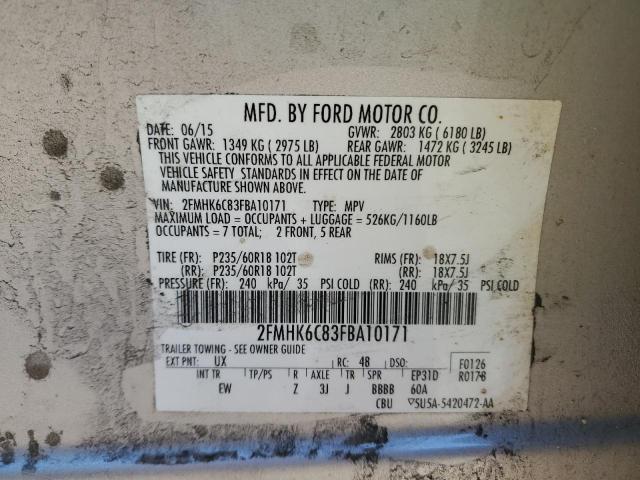 MFD. BY FORD MOTOR CO.
DATE: 06/15 GVWR: 2803 KG ( 6180 LB)
FRONT GAWR: 1349 KG ( 2975 LB) REAR GAWR: 1472 KG ( 3245 LB)
THIS VEHICLE CONFORMS TO ALL APPLICABLE FEDERAL MOTOR
VEHICLE SAFETY STANDARDS IN EFFECT ON THE DATE OF
MANUFACTURE SHOWN ABOVE.
VIN: 2FMHK6C83FBA10171 TYPE: MPV
MAXIMUM LOAD = OCCUPANTS + LUGGAGE = 526KG/1160LB
OCCUPANTS = 7 TOTAL; 2 FRONT, 5 REAR
TIRE (FR): P235/60R18 102T RIMS (FR): 18X7.5J
(RR): P235/60R18 102T (RR): 18X7.5J
PRESSURE (FR): 240 kPa/ 35 PSI COLD (RR): 240 kPa/ 35 PSI COLD
2FMHK6C83FBA10171
TRAILER TOWING - SEE OWNER GUIDE
EXT PNT: UX RC: 48 DSO: F0126
INT TR TP/PS R AXLE TR SPR EP31D R0178
EW Z 3J J BBBB 60A
CBU 5U5A-5420472-AA